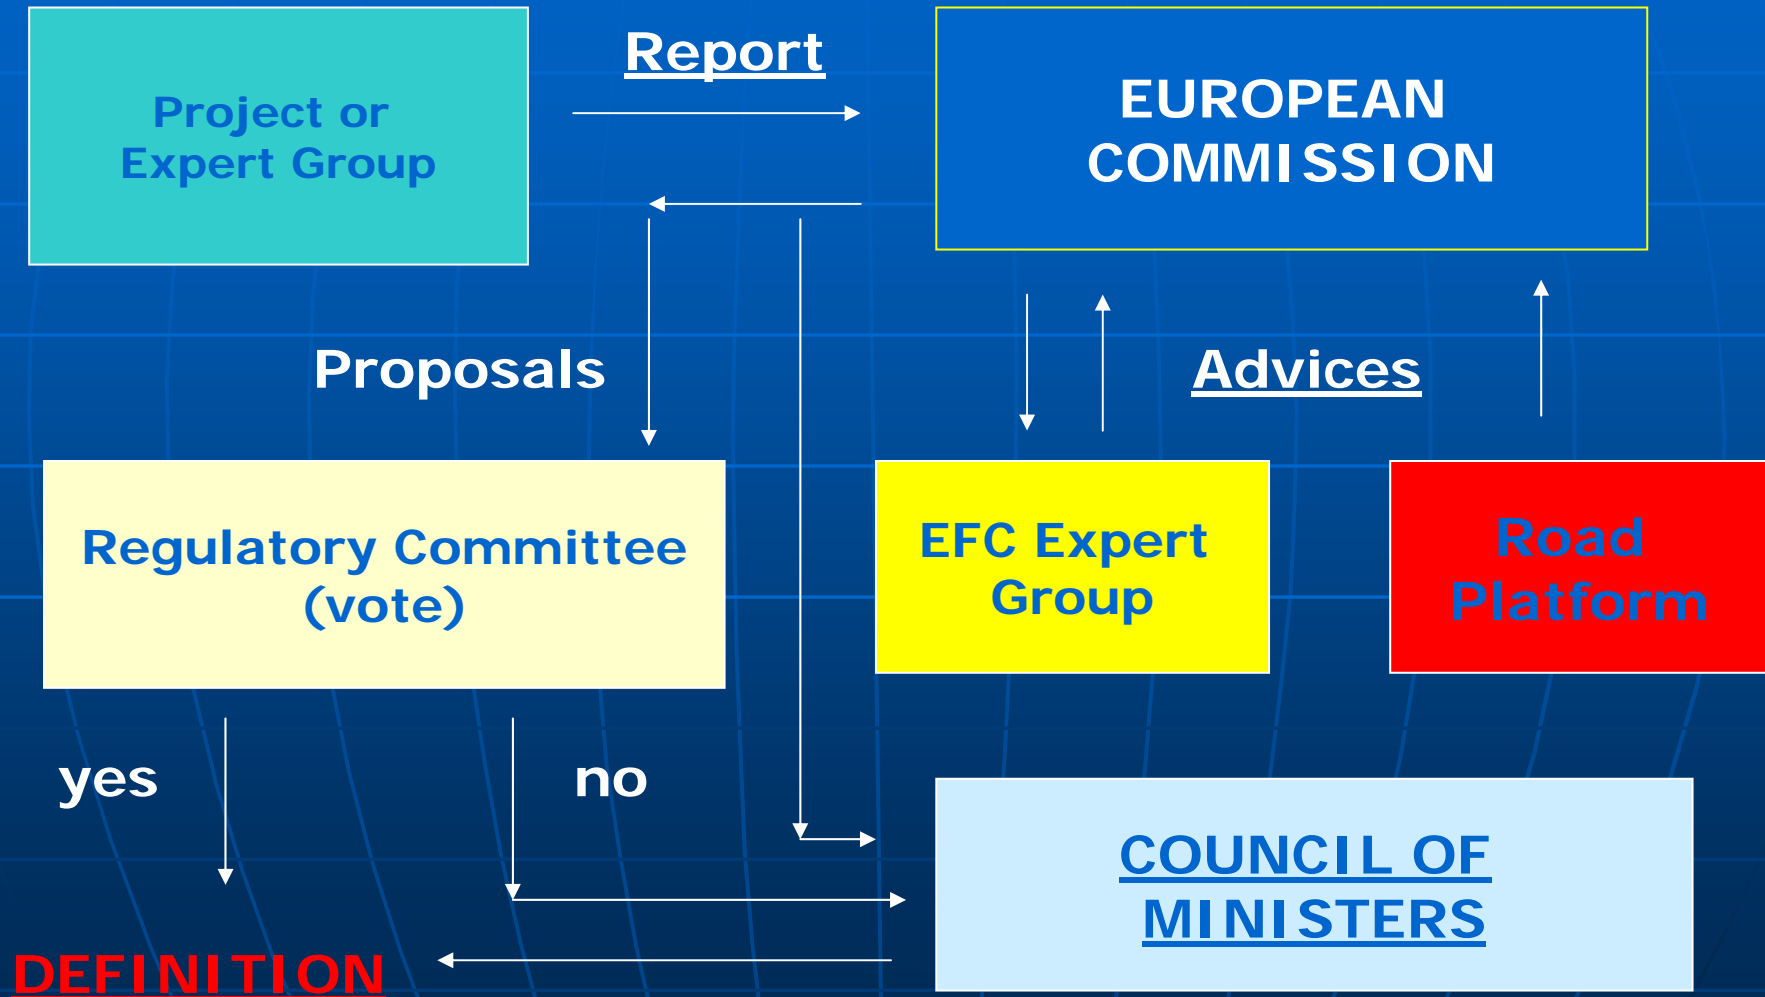 Project or
Expert Group
Report
EUROPEAN
COMMISSION
Proposals
Advices
Regulatory Committee
(vote)
EFC Expert
Group
Road
Platform
yes
no
COUNCIL OF
MINISTERS
DEFINITION